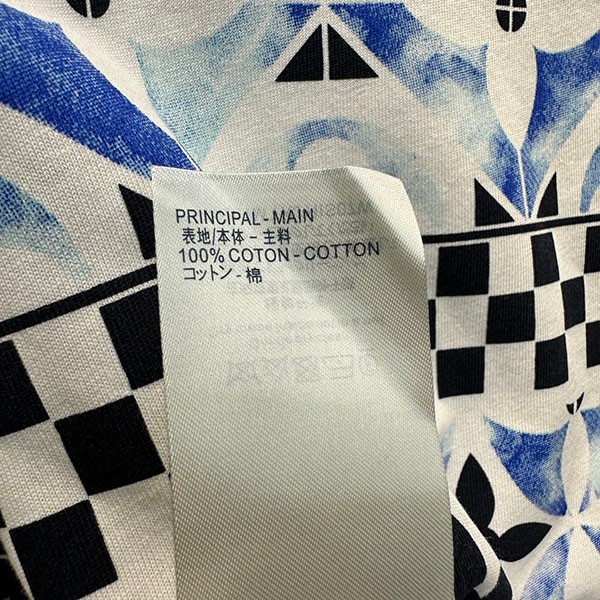 PRINCIPAL - MAIN
表地/本体 - 主料
100% COTON - COTTON
コットン - 棉